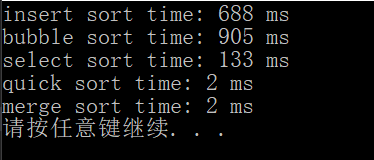 insert sort time: 688 ms
bubble sort time: 905 ms
select sort time: 133 ms
quick sort time: 2 ms
merge sort time: 2 ms
请按任意键继续. . .